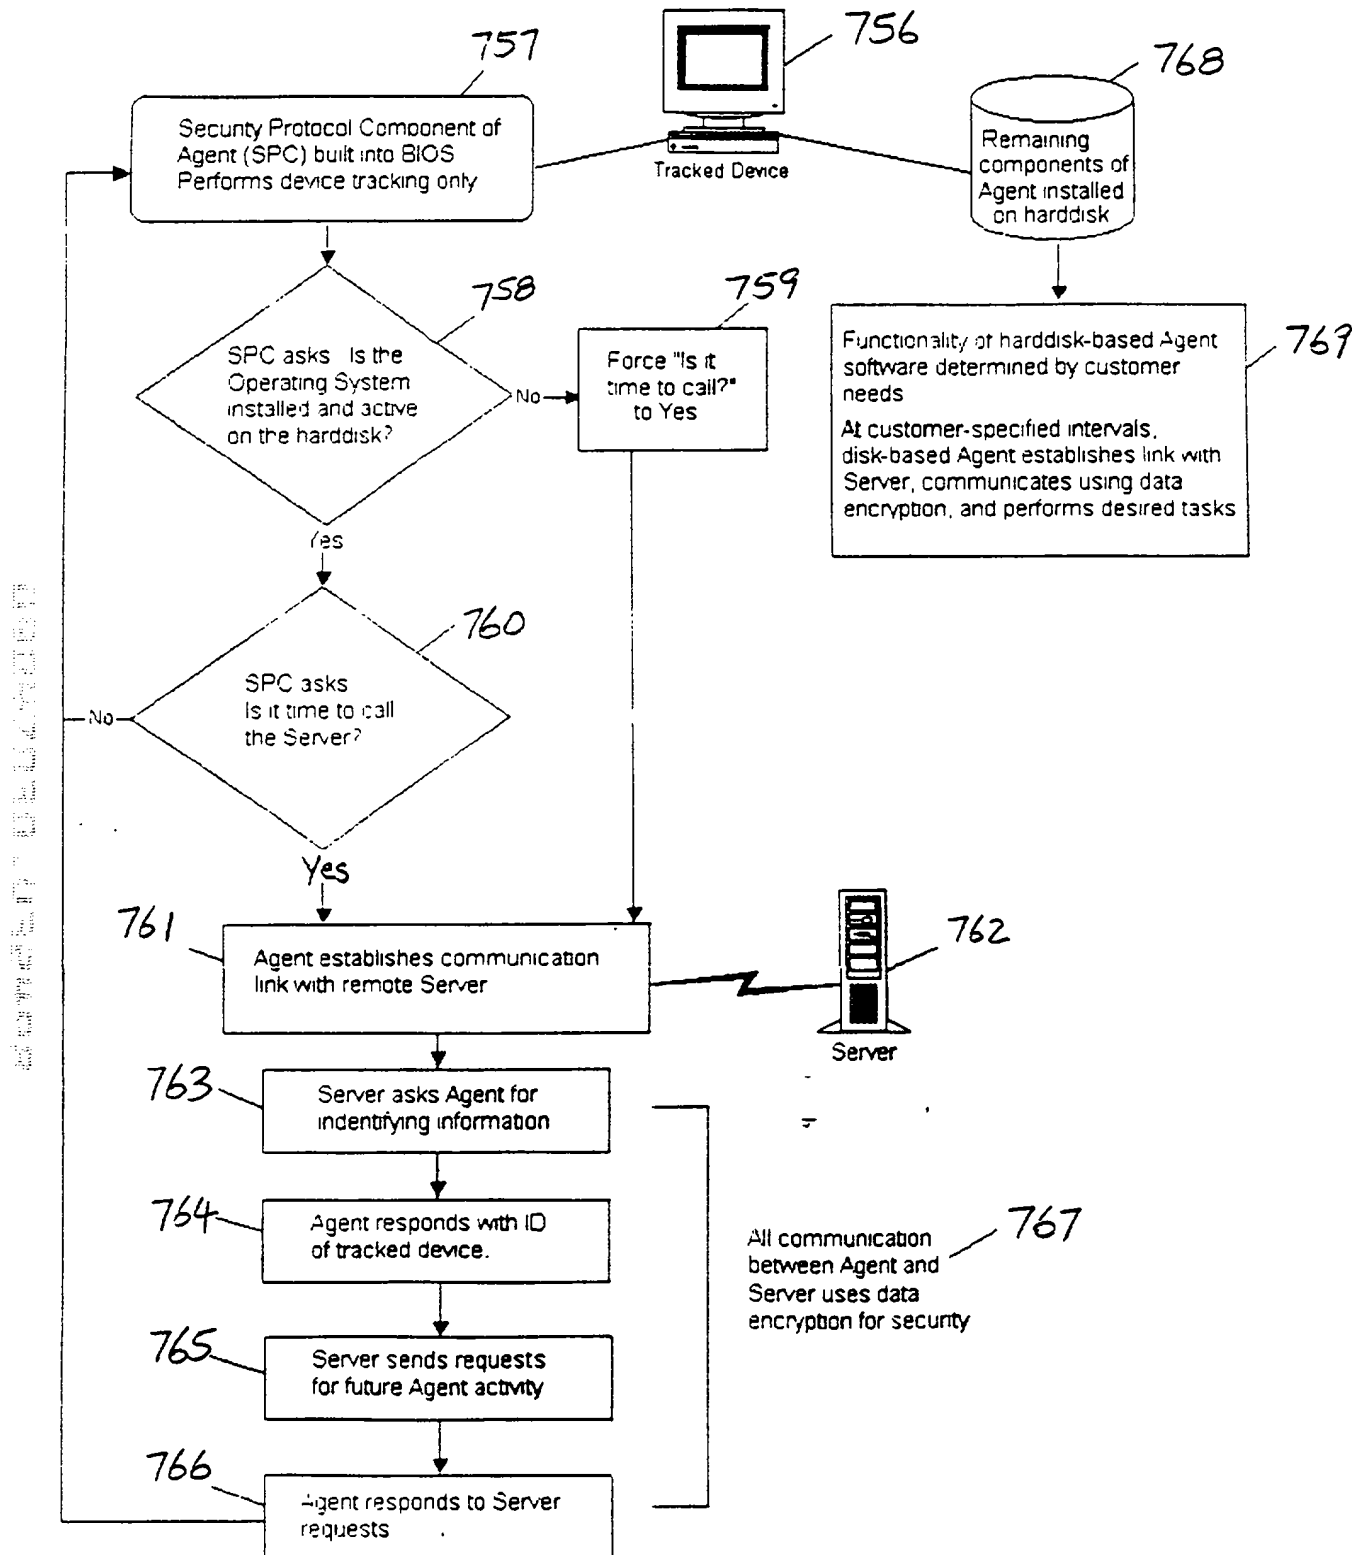 757
756
768
Security Protocol Component of
Agent (SPC) built into BIOS
Performs device tracking only
Tracked Device
Remaining
components of
Agent installed
on harddisk
758
759
SPC asks Is the
Operating System
installed and active
on the harddisk?
No
Force "Is it
time to call?"
to Yes
769
Functionality of harddisk-based Agent
software determined by customer
needs
At customer-specified intervals,
disk-based Agent establishes link with
Server, communicates using data
encryption, and performs desired tasks
Yes
760
SPC asks
Is it time to call
the Server?
No
Yes
761
Agent establishes communication
link with remote Server
762
Server
763
Server asks Agent for
indentifying information
764
Agent responds with ID
of tracked device.
767
All communication
between Agent and
Server uses data
encryption for security
765
Server sends requests
for future Agent activity
766
Agent responds to Server
requests